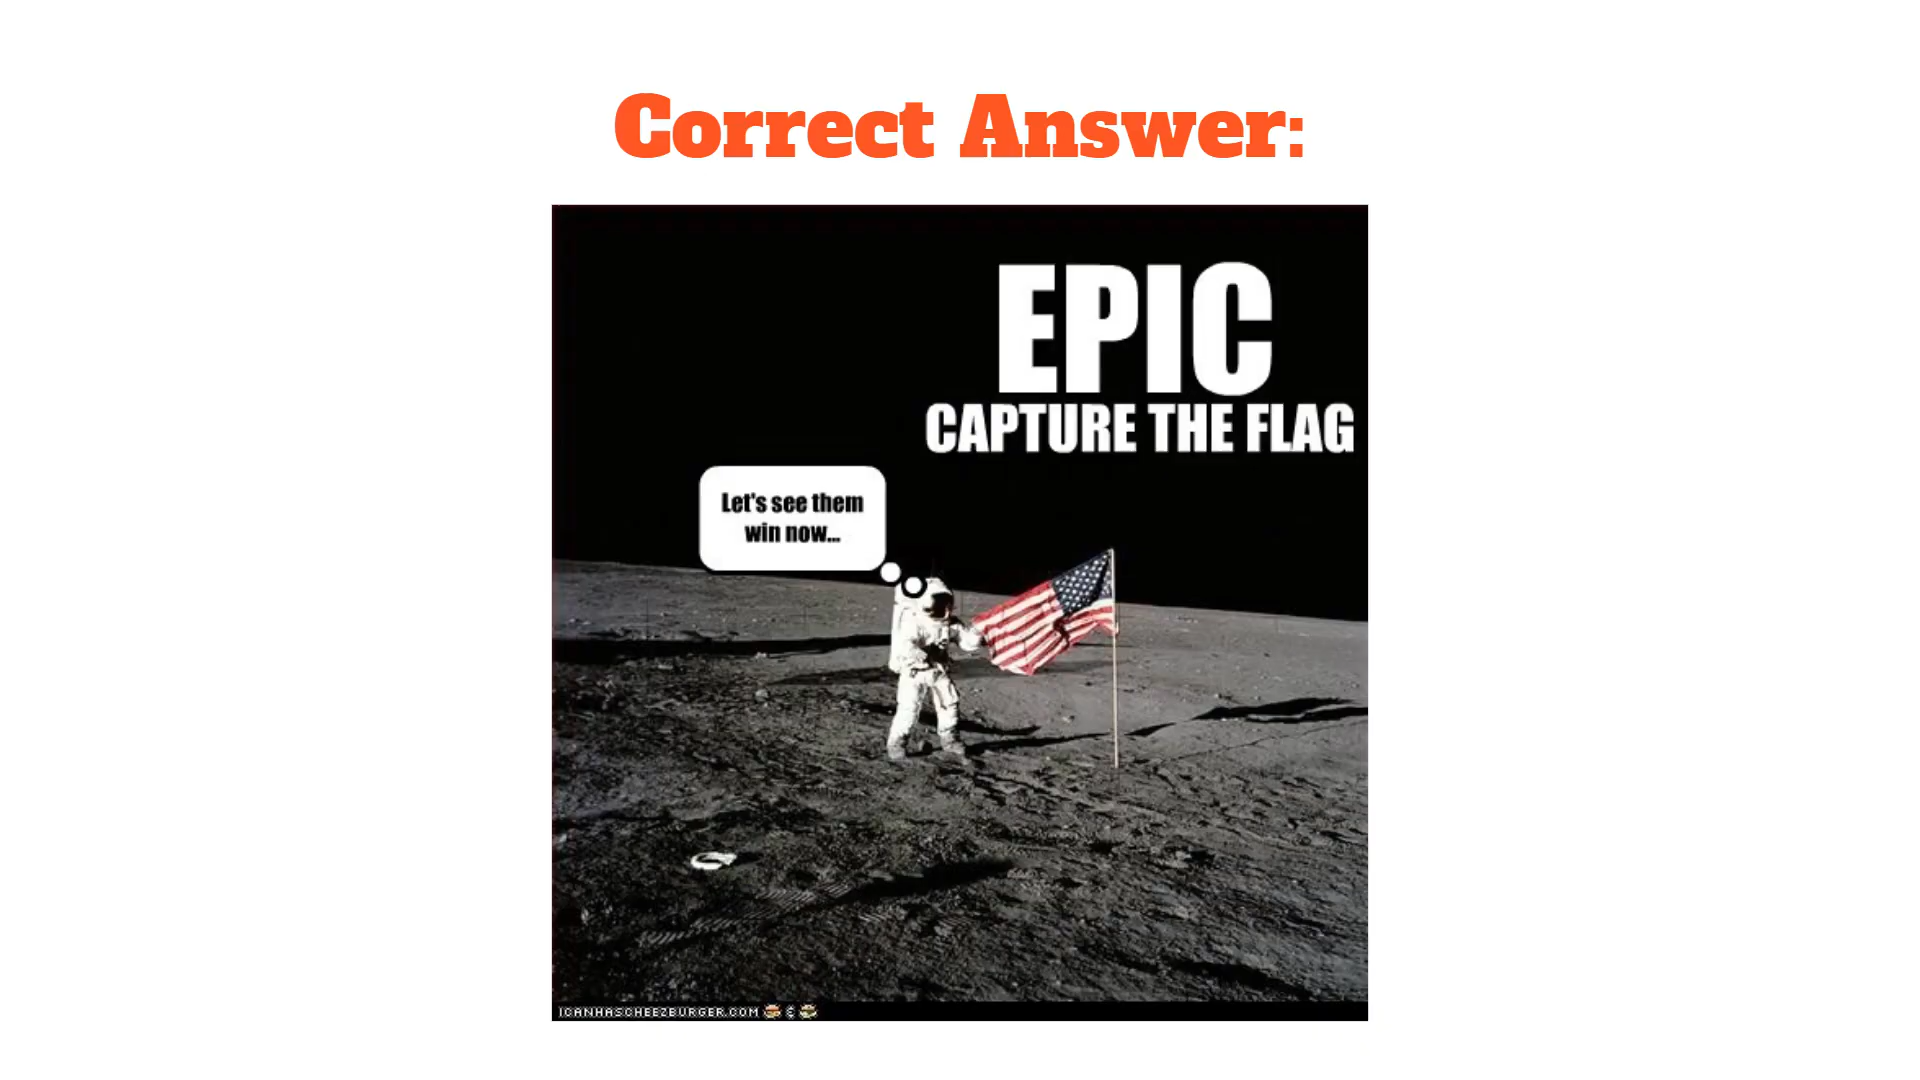 Correct Answer:
EPIC
CAPTURE THE FLAG
Let's see them
win now...
ICANHASCHEEZBURGER.COM